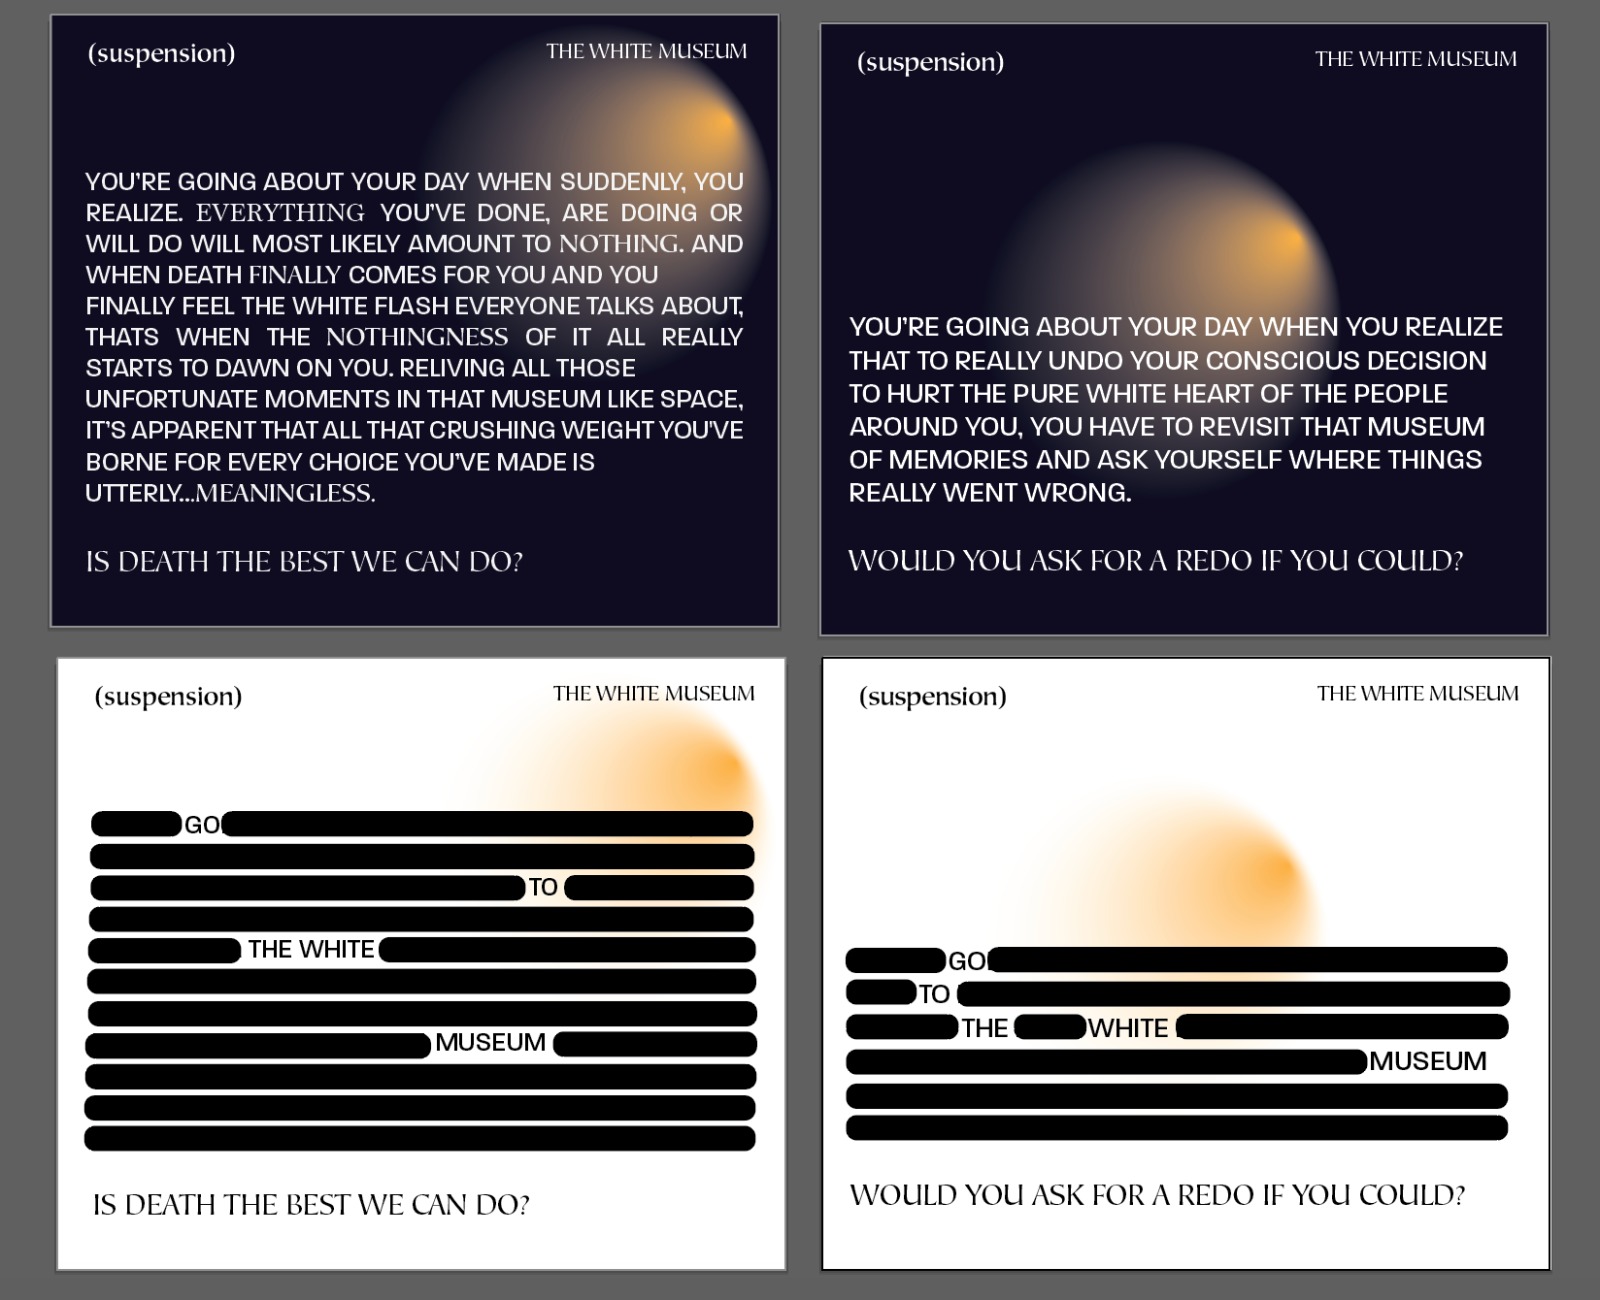 (suspension)
THE WHITE MUSEUM
YOU'RE GOING ABOUT YOUR DAY WHEN SUDDENLY, YOU
REALIZE. EVERYTHING YOU'VE DONE, ARE DOING OR
WILL DO WILL MOST LIKELY AMOUNT TO NOTHING. AND
WHEN DEATH FINALLY COMES FOR YOU AND YOU
FINALLY FEEL THE WHITE FLASH EVERYONE TALKS ABOUT,
THATS WHEN THE NOTHINGNESS OF IT ALL REALLY
STARTS TO DAWN ON YOU. RELIVING ALL THOSE
UNFORTUNATE MOMENTS IN THAT MUSEUM LIKE SPACE,
IT'S APPARENT THAT ALL THAT CRUSHING WEIGHT YOU'VE
BORNE FOR EVERY CHOICE YOU'VE MADE IS
UTTERLY...MEANINGLESS.
IS DEATH THE BEST WE CAN DO?
(suspension)
THE WHITE MUSEUM
YOU'RE GOING ABOUT YOUR DAY WHEN YOU REALIZE
THAT TO REALLY UNDO YOUR CONSCIOUS DECISION
TO HURT THE PURE WHITE HEART OF THE PEOPLE
AROUND YOU, YOU HAVE TO REVISIT THAT MUSEUM
OF MEMORIES AND ASK YOURSELF WHERE THINGS
REALLY WENT WRONG.
WOULD YOU ASK FOR A REDO IF YOU COULD?
(suspension)
THE WHITE MUSEUM
GO
TO
THE WHITE
MUSEUM
IS DEATH THE BEST WE CAN DO?
(suspension)
THE WHITE MUSEUM
GO
TO
THE WHITE
MUSEUM
WOULD YOU ASK FOR A REDO IF YOU COULD?